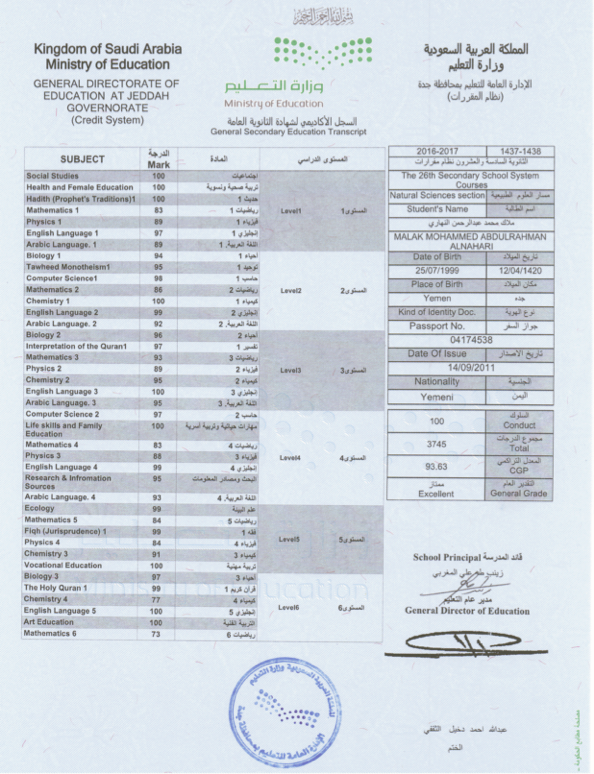 بسم الله الرحمن الرحيم
Kingdom of Saudi Arabia
Ministry of Education
GENERAL DIRECTORATE OF
EDUCATION AT JEDDAH
GOVERNORATE
(Credit System)
وزارة التعليم
Ministry of Education
السجل الأكاديمي لشهادة الثانوية العامة
General Secondary Education Transcript
المملكة العربية السعودية
وزارة التعليم
الإدارة العامة للتعليم بمحافظة جدة
(نظام المقررات)
SUBJECT الدرجة Mark المادة المستوى الدراسي
Social Studies 100 اجتماعيات
Health and Female Education 100 تربية صحية ونسوية
Hadith (Prophet's Traditions)1 100 حديث 1
Mathematics 1 83 رياضيات 1 Level1 المستوى1
Physics 1 89 فيزياء 1
English Language 1 97 إنجليزي 1
Arabic Language. 1 89 اللغة العربية. 1
Biology 1 94 أحياء 1
Tawheed Monotheism1 95 توحيد 1
Computer Science1 98 حاسب 1
Mathematics 2 86 رياضيات 2 Level2 المستوى2
Chemistry 1 100 كيمياء 1
English Language 2 99 إنجليزي 2
Arabic Language. 2 92 اللغة العربية. 2
Biology 2 96 أحياء 2
Interpretation of the Quran1 97 تفسير 1
Mathematics 3 93 رياضيات 3
Physics 2 89 فيزياء 2 Level3 المستوى3
Chemistry 2 95 كيمياء 2
English Language 3 100 إنجليزي 3
Arabic Language. 3 95 اللغة العربية. 3
Computer Science 2 97 حاسب 2
Life skills and Family Education 100 مهارات حياتية وتربية أسرية
Mathematics 4 83 رياضيات 4
Physics 3 88 فيزياء 3 Level4 المستوى4
English Language 4 99 إنجليزي 4
Research & Infromation Sources 95 البحث ومصادر المعلومات
Arabic Language. 4 93 اللغة العربية. 4
Ecology 99 علم البيئة
Mathematics 5 84 رياضيات 5
Fiqh (Jurisprudence) 1 99 فقه 1
Physics 4 84 فيزياء 4 Level5 المستوى5
Chemistry 3 91 كيمياء 3
Vocational Education 100 تربية مهنية
Biology 3 97 أحياء 3
The Holy Quran 1 99 قرآن كريم 1
Chemistry 4 77 كيمياء 4
English Language 5 100 إنجليزي 5 Level6 المستوى6
Art Education 100 التربية الفنية
Mathematics 6 73 رياضيات 6
2016-2017 1437-1438
الثانوية السادسة والعشرون نظام مقررات
The 26th Secondary School System
Courses
Natural Sciences section مسار العلوم الطبيعية
Student's Name اسم الطالبة
ملاك محمد عبدالرحمن النهاري
MALAK MOHAMMED ABDULRAHMAN
ALNAHARI
Date of Birth تاريخ الميلاد
25/07/1999 12/04/1420
Place of Birth مكان الميلاد
Yemen جده
Kind of Identity Doc. نوع الهوية
Passport No. جواز السفر
04174538
Date Of Issue تاريخ الاصدار
14/09/2011
Nationality الجنسية
Yemeni اليمن
100 السلوك Conduct
3745 مجموع الدرجات Total
93.63 المعدل التراكمي CGP
ممتاز Excellent التقدير العام General Grade
School Principal قائد المدرسة
زينب طه علي المغربي
مدير عام التعليم
General Director of Education
عبدالله احمد دخيل الثقفي
الختم